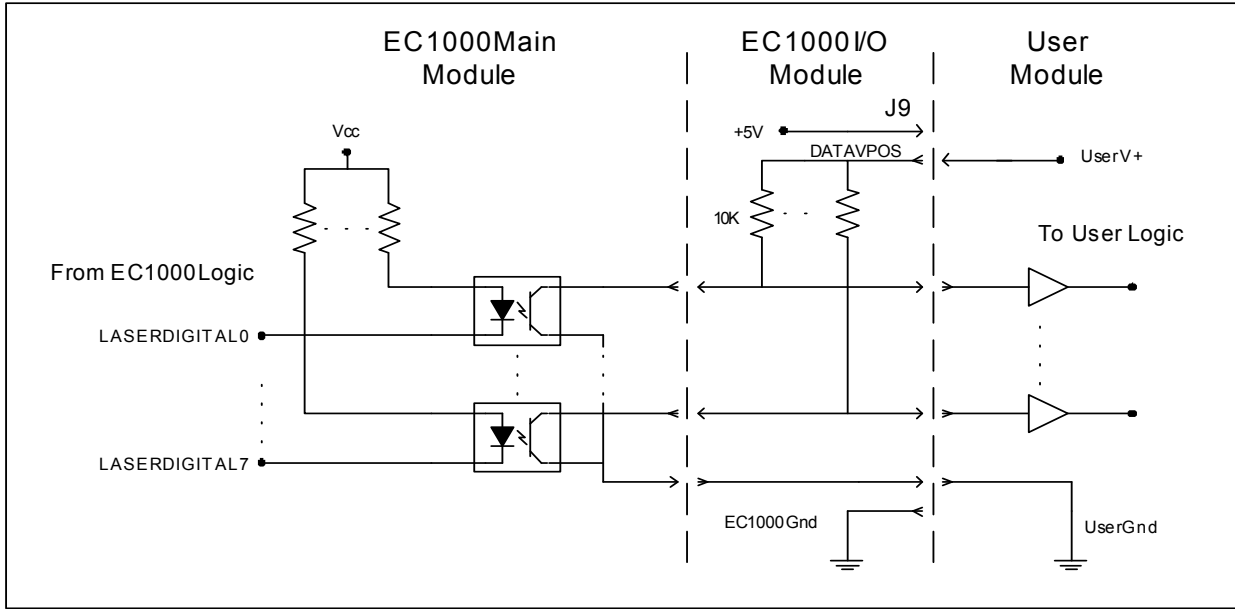 EC1000Main
Module
EC1000I/O
Module
User
Module
J9
Vcc
+5V
DATAVPOS
UserV+
10K
To User Logic
From EC1000Logic
LASERDIGITAL0
LASERDIGITAL7
EC1000Gnd
UserGnd